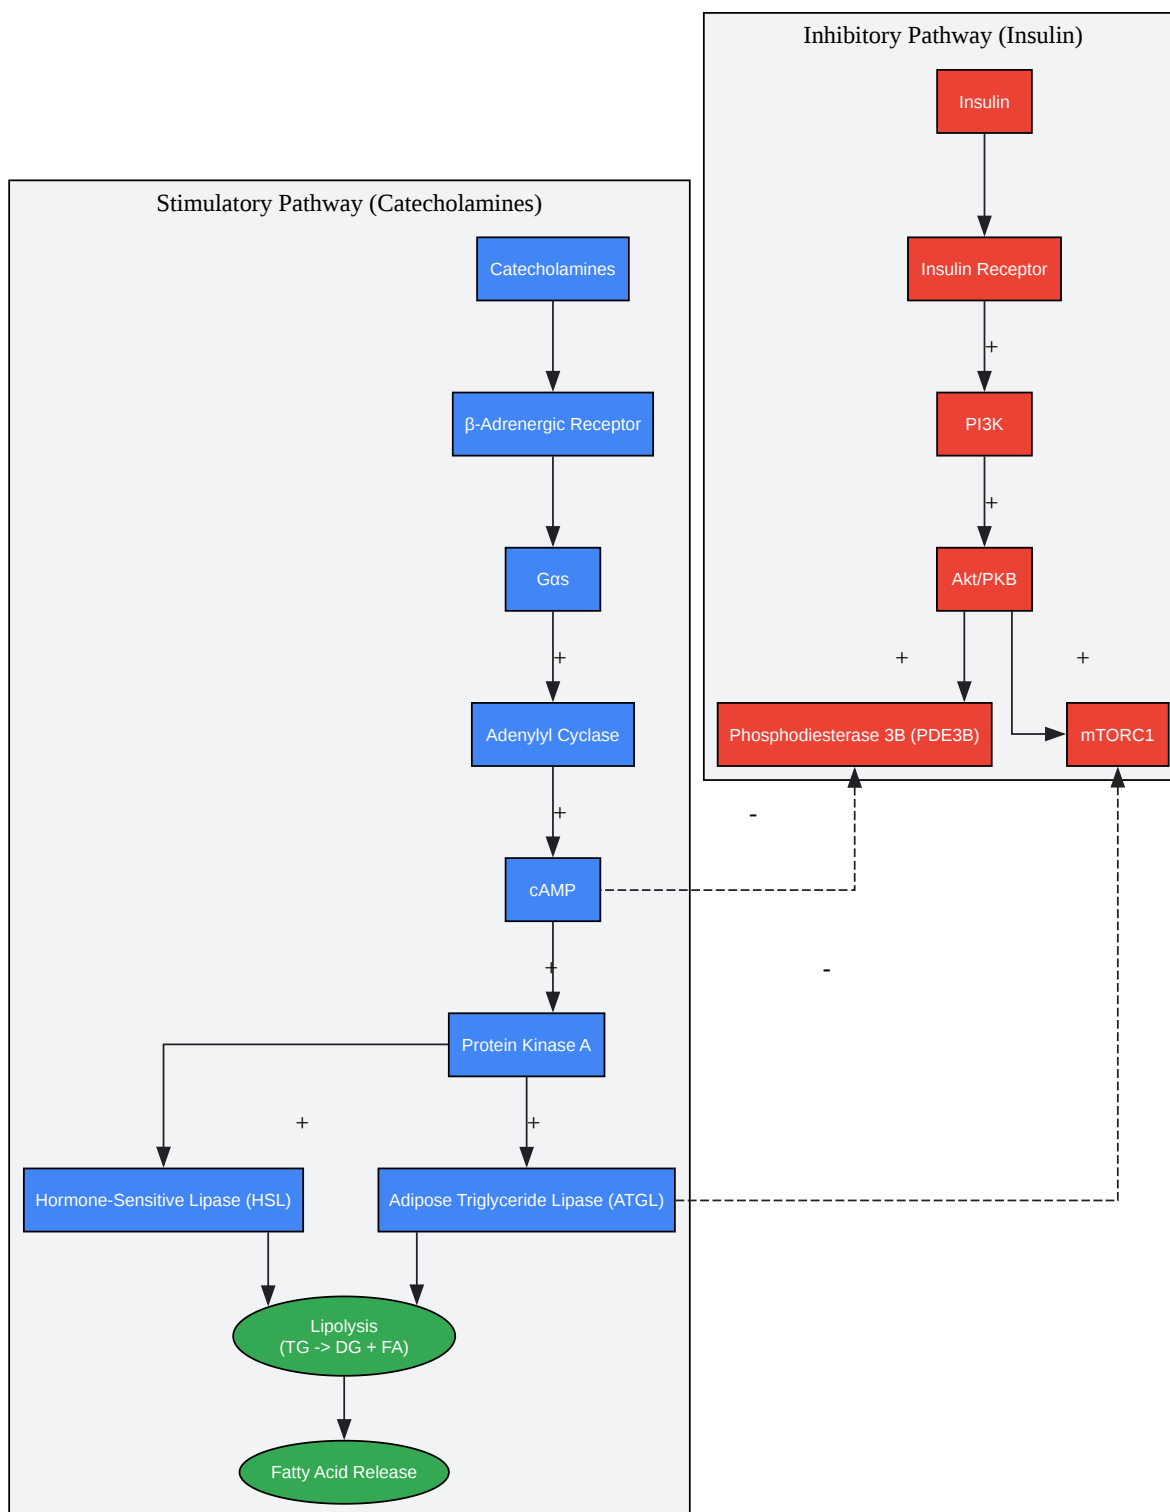 Inhibitory Pathway (Insulin)
Insulin
Insulin Receptor
+
PI3K
+
Akt/PKB
+
+
Phosphodiesterase 3B (PDE3B)
mTORC1
Stimulatory Pathway (Catecholamines)
Catecholamines
β-Adrenergic Receptor
Gαs
+
Adenylyl Cyclase
+
cAMP
-
+
-
Protein Kinase A
+
+
Hormone-Sensitive Lipase (HSL)
Adipose Triglyceride Lipase (ATGL)
Lipolysis
(TG -> DG + FA)
Fatty Acid Release